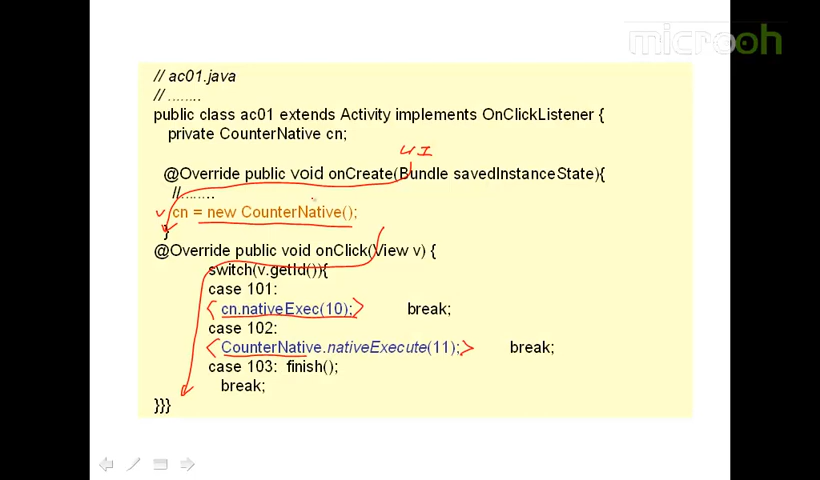 microoh
// ac01.java
// ........
public class ac01 extends Activity implements OnClickListener {
private CounterNative cn;
UI
@Override public void onCreate(Bundle savedInstanceState){
//........
cn = new CounterNative();
}
@Override public void onClick(View v) {
switch(v.getId()){
case 101:
cn.nativeExec(10); break;
case 102:
CounterNative.nativeExecute(11); break;
case 103: finish();
break;
}}}